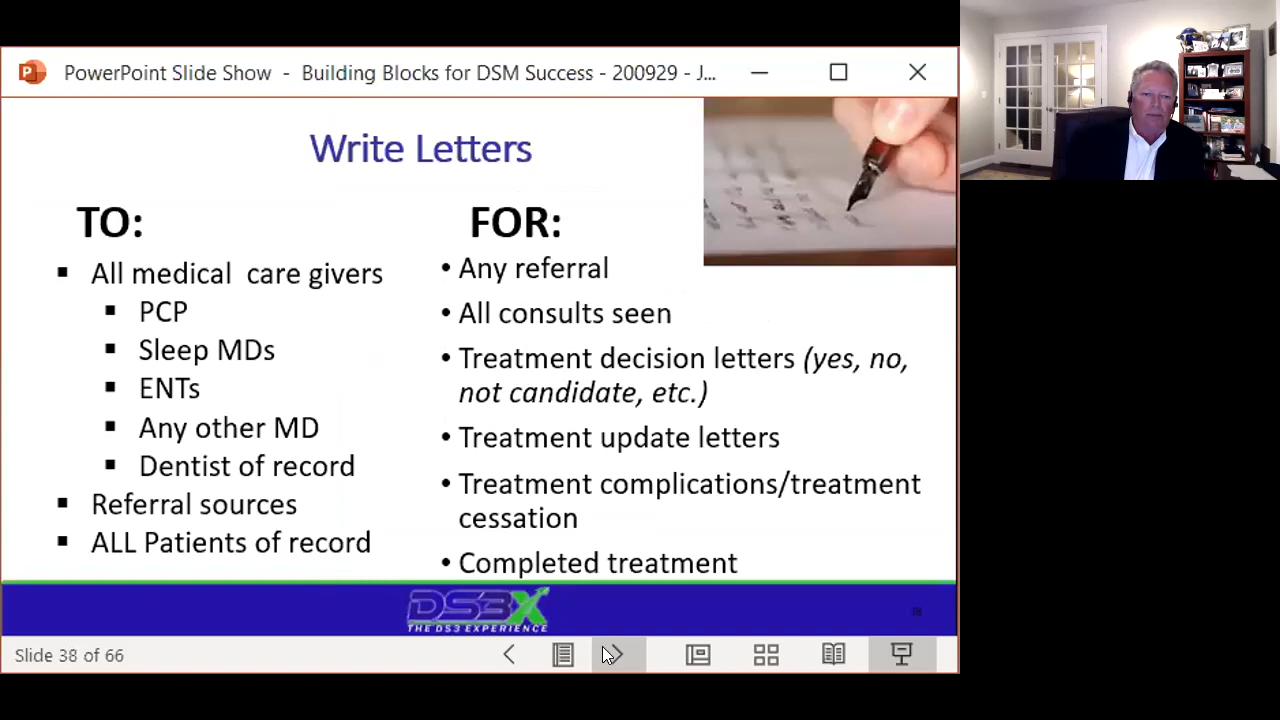 PowerPoint Slide Show - Building Blocks for DSM Success - 200929 - J...
Write Letters
TO:
▪ All medical care givers
▪ PCP
▪ Sleep MDs
▪ ENTs
▪ Any other MD
▪ Dentist of record
▪ Referral sources
▪ ALL Patients of record
FOR:
• Any referral
• All consults seen
• Treatment decision letters (yes, no,
not candidate, etc.)
• Treatment update letters
• Treatment complications/treatment
cessation
• Completed treatment
DS3X
THE DS3 EXPERIENCE
Slide 38 of 66